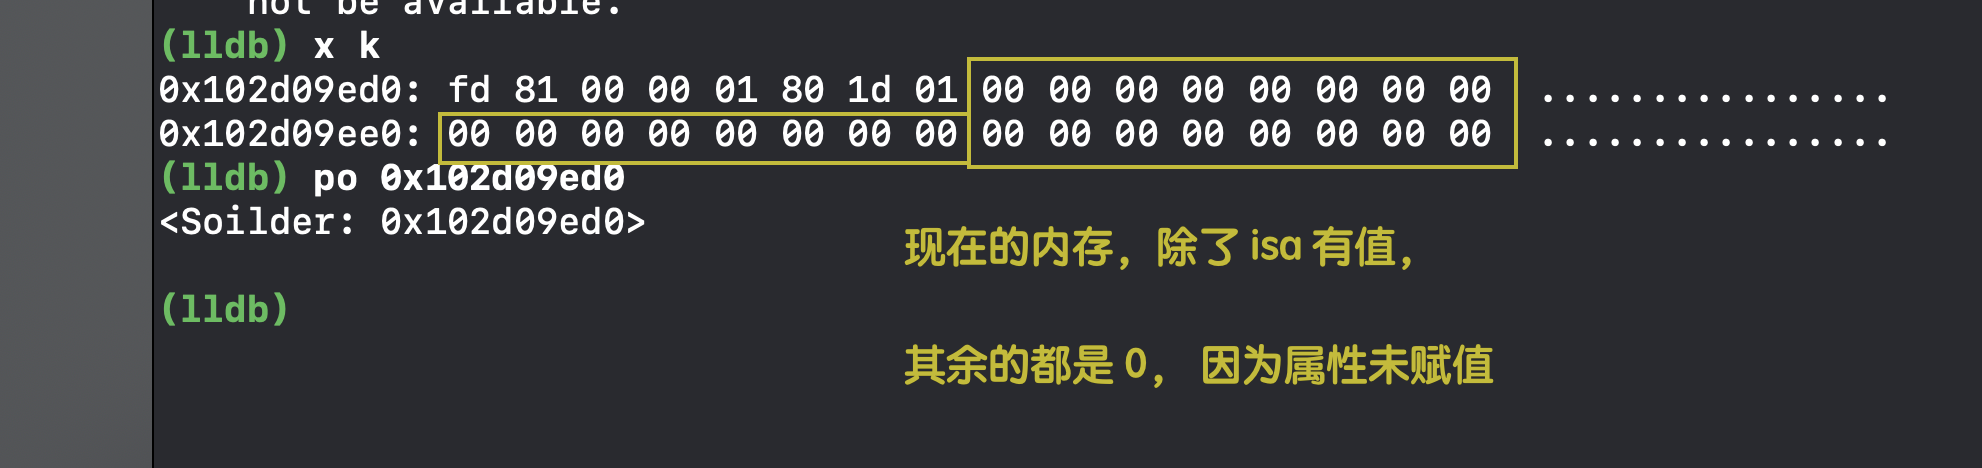 not be available.
(lldb) x k
0x102d09ed0: fd 81 00 00 01 80 1d 01 00 00 00 00 00 00 00 00 ................
0x102d09ee0: 00 00 00 00 00 00 00 00 00 00 00 00 00 00 00 00 ................
(lldb) po 0x102d09ed0
<Soilder: 0x102d09ed0>
现在的内存，除了 isa 有值，
(lldb)
其余的都是 0， 因为属性未赋值